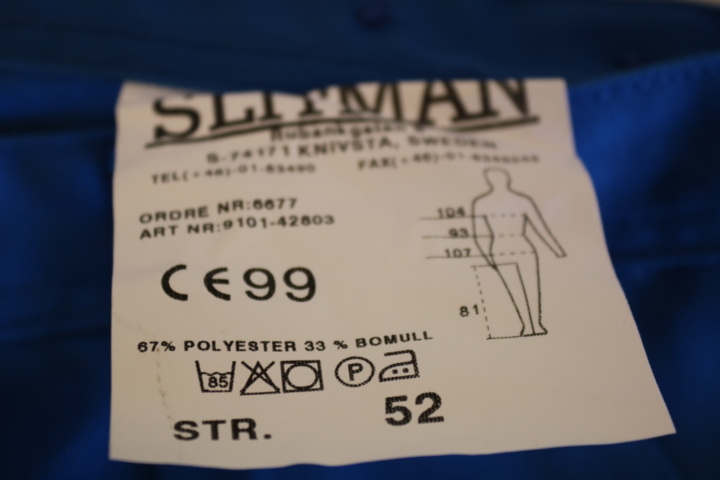 S-74171 KNIVSTA, SWEDEN
ORDRE NR:6677
ART NR:9101-42803
104
93
107
81
CE99
67% POLYESTER 33 % BOMULL
85 P
STR. 52